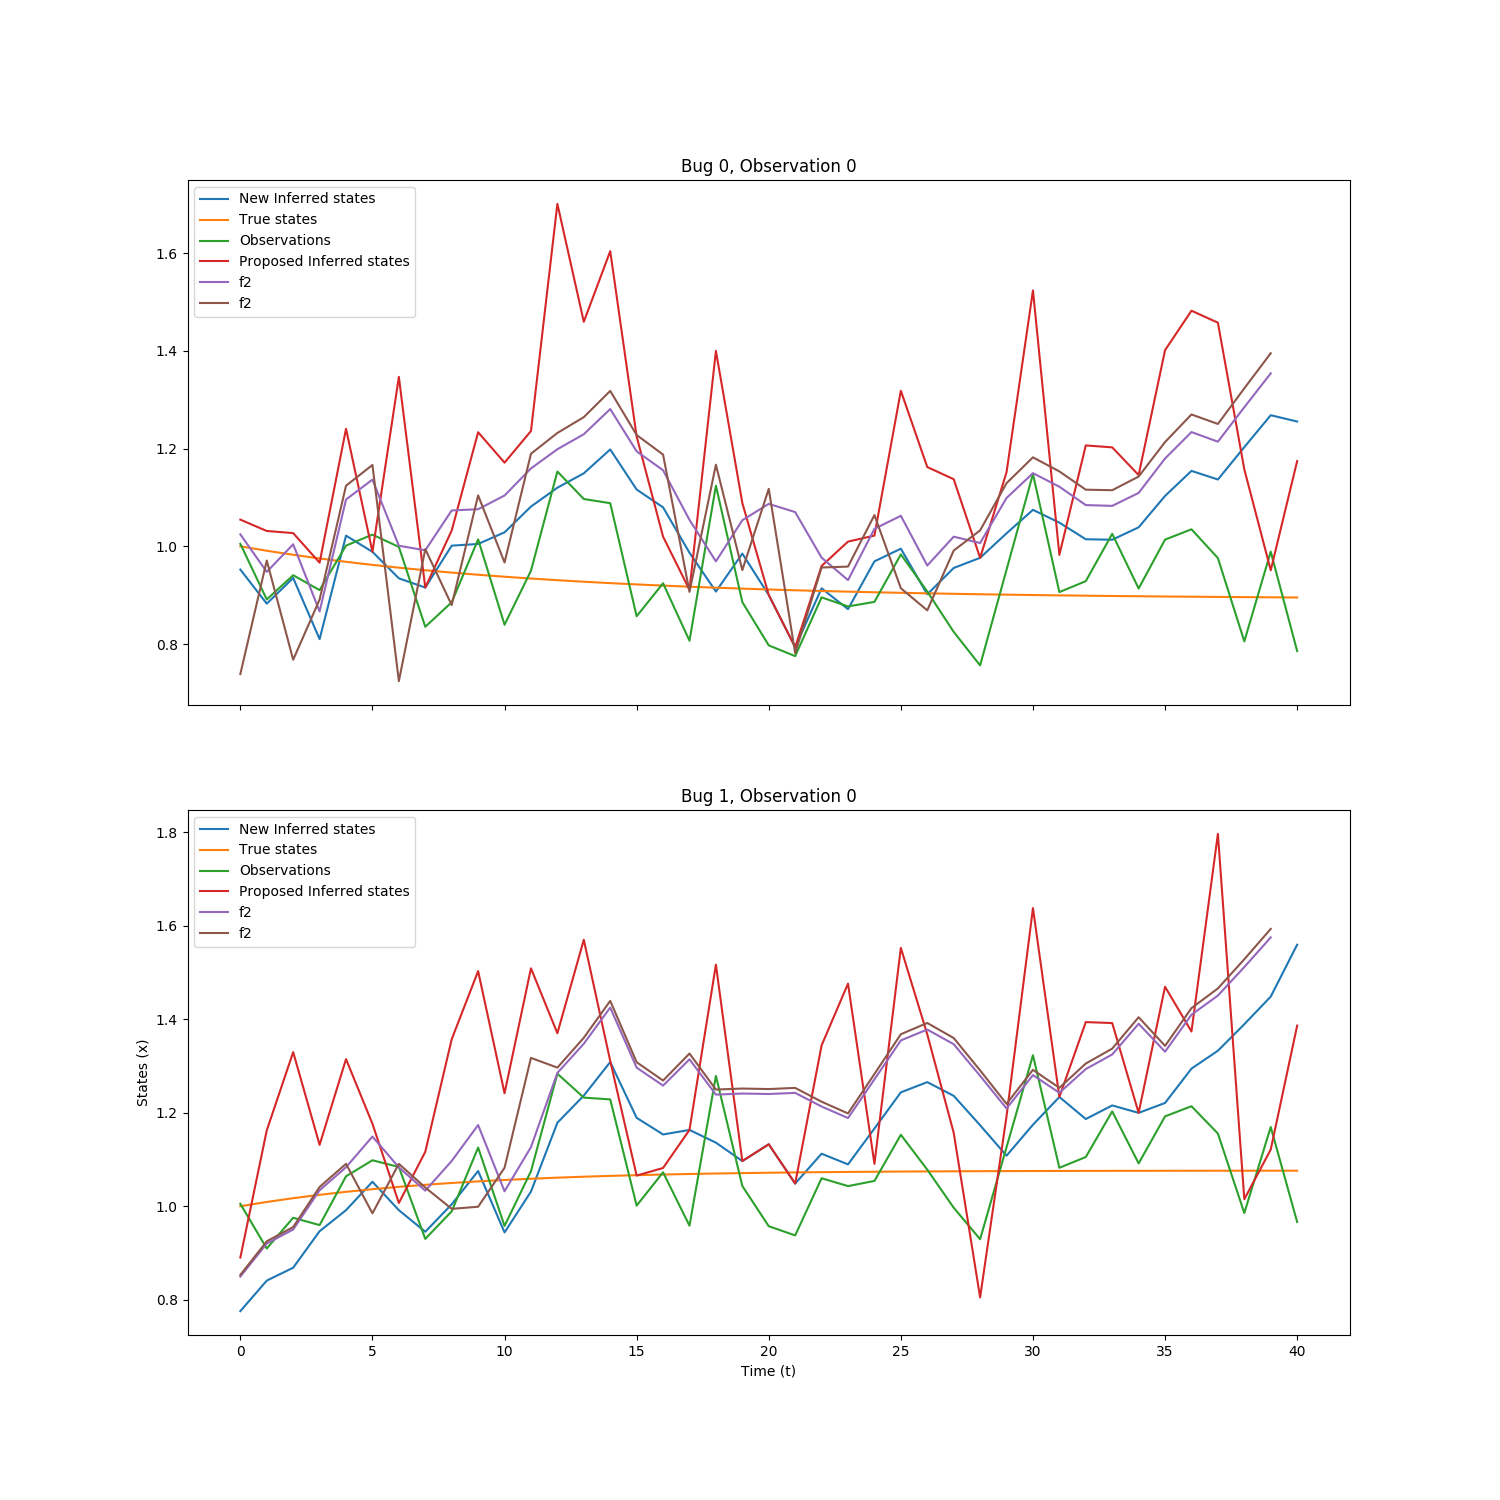 Bug 0, Observation 0
New Inferred states
True states
Observations
Proposed Inferred states
f2
f2
1.6
1.4
1.2
1.0
0.8
Bug 1, Observation 0
New Inferred states
True states
Observations
Proposed Inferred states
f2
f2
1.8
1.6
1.4
1.2
1.0
0.8
States (x)
0 5 10 15 20 25 30 35 40
Time (t)